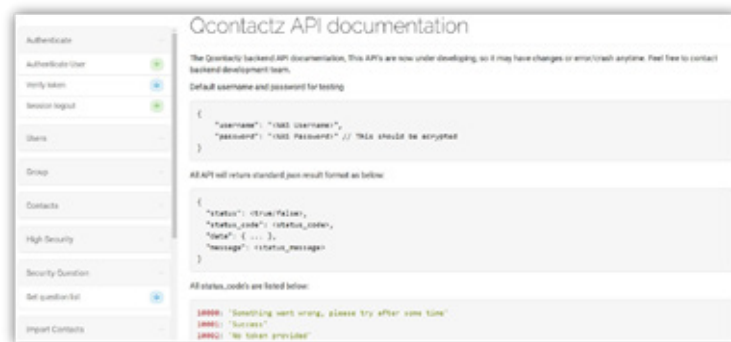 Qcontactz API documentation
Authenticate
Authenticate User
Verify token
Session logout
Users
Group
Contacts
High Security
Security Question
Get question list
Import Contacts
The Qcontactz backend API documentation, This API's are now under developing, so it may have changes or error/crash anytime. Feel free to contact
backend development team.
Default username and password for testing
{
"username": "<NAS Username>",
"password": "<NAS Password>" // This should be
}
All API will return standard json result format as below:
{
"status": <true/false>,
"status_code": <status_code>,
"data": { ... },
"message": <status_message>
}
All status_code's are listed below:
10000: 'Something want wrong, please try after some time'
10001: 'Success'
10002: 'No token provided'